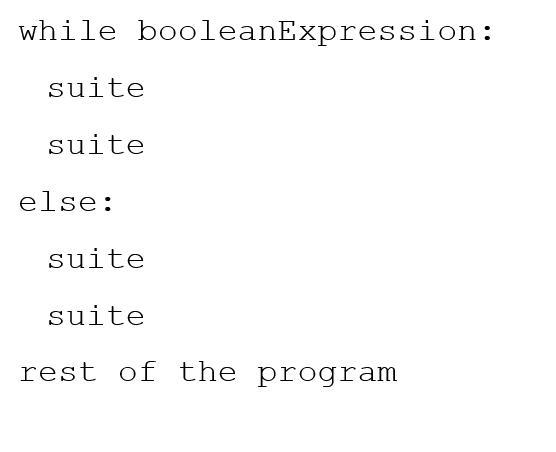 while booleanExpression:
suite
suite
else:
suite
suite
rest of the program